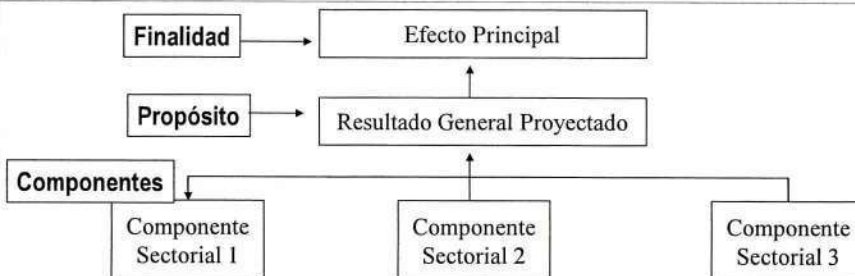 Finalidad
Efecto Principal
Propósito
Resultado General Proyectado
Componentes
Componente
Sectorial 1
Componente
Sectorial 2
Componente
Sectorial 3